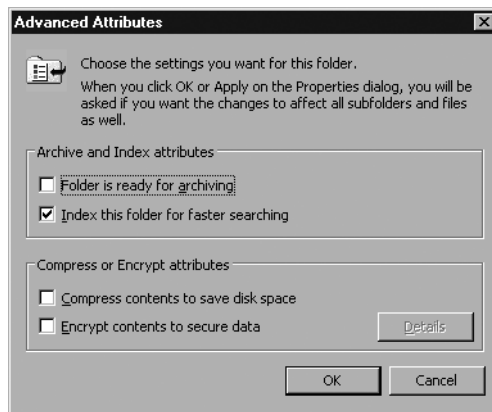 Advanced Attributes
Choose the settings you want for this folder.
When you click OK or Apply on the Properties dialog, you will be
asked if you want the changes to affect all subfolders and files
as well.
Archive and Index attributes
Folder is ready for archiving
Index this folder for faster searching
Compress or Encrypt attributes
Compress contents to save disk space
Encrypt contents to secure data
Details
OK
Cancel